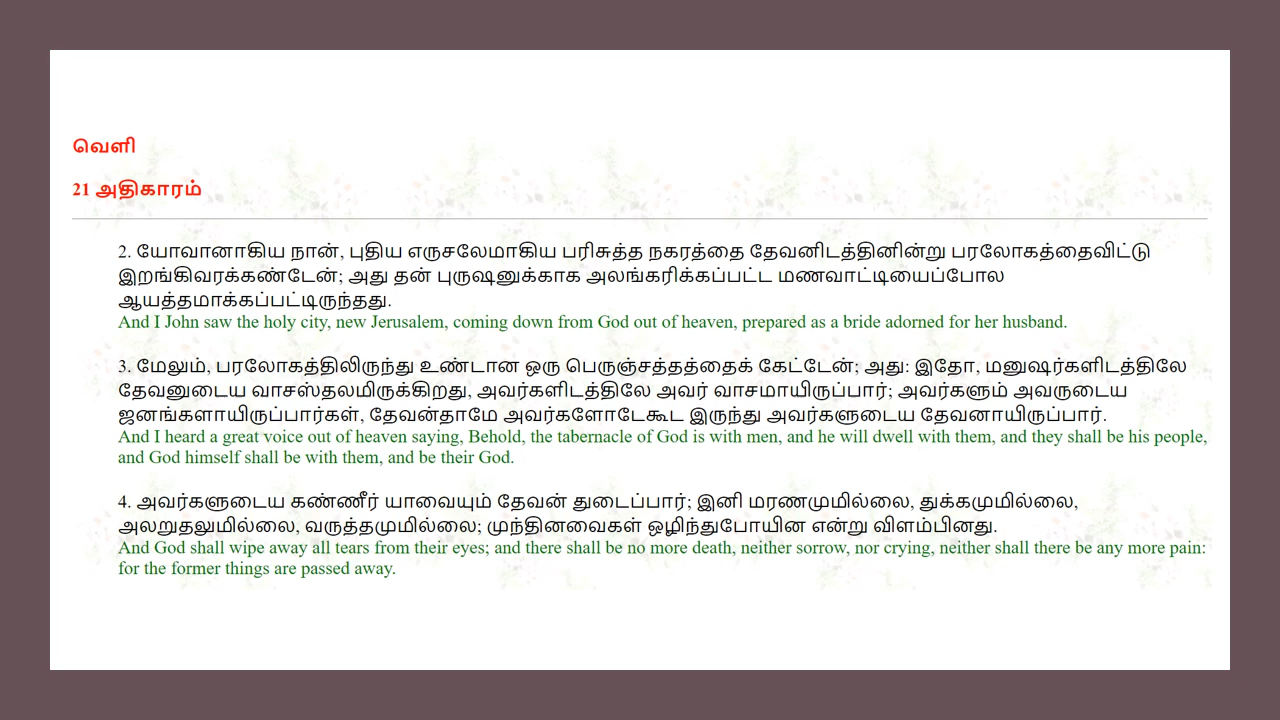 வெளி
21 அதிகாரம்
2. யோவானாகிய நான், புதிய எருசலேமாகிய பரிசுத்த நகரத்தை தேவனிடத்தினின்று பரலோகத்தைவிட்டு
இறங்கிவரக்கண்டேன்; அது தன் புருஷனுக்காக அலங்கரிக்கப்பட்ட மணவாட்டியைப்போல
ஆயத்தமாக்கப்பட்டிருந்தது.
And I John saw the holy city, new Jerusalem, coming down from God out of heaven, prepared as a bride adorned for her husband.
3. மேலும், பரலோகத்திலிருந்து உண்டான ஒரு பெருஞ்சத்தத்தைக் கேட்டேன்; அது: இதோ, மனுஷர்களிடத்திலே
தேவனுடைய வாசஸ்தலமிருக்கிறது, அவர்களிடத்திலே அவர் வாசமாயிருப்பார்; அவர்களும் அவருடைய
ஜனங்களாயிருப்பார்கள், தேவன்தாமே அவர்களோடேகூட இருந்து அவர்களுடைய தேவனாயிருப்பார்.
And I heard a great voice out of heaven saying, Behold, the tabernacle of God is with men, and he will dwell with them, and they shall be his people,
and God himself shall be with them, and be their God.
4. அவர்களுடைய கண்ணீர் யாவையும் தேவன் துடைப்பார்; இனி மரணமுமில்லை, துக்கமுமில்லை,
அலறுதலுமில்லை, வருத்தமுமில்லை; முந்தினவைகள் ஒழிந்துபோயின என்று விளம்பினது.
And God shall wipe away all tears from their eyes; and there shall be no more death, neither sorrow, nor crying, neither shall there be any more pain:
for the former things are passed away.